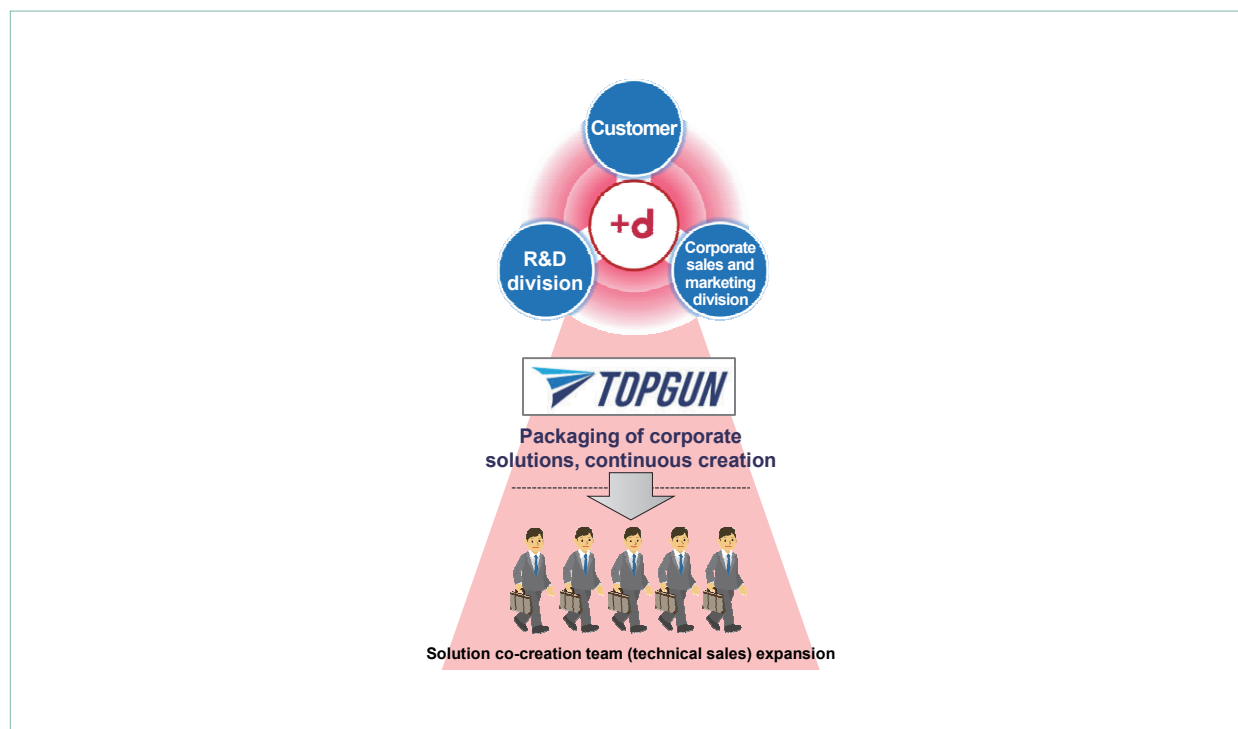 Customer
+d
R&D
division
Corporate
sales and
marketing
division
TOPGUN
Packaging of corporate
solutions, continuous creation
Solution co-creation team (technical sales) expansion